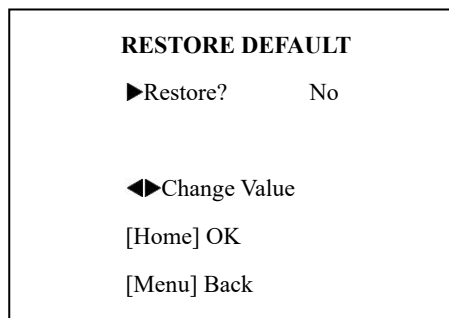 RESTORE DEFAULT
▶Restore? No
◀▶Change Value
[Home] OK
[Menu] Back